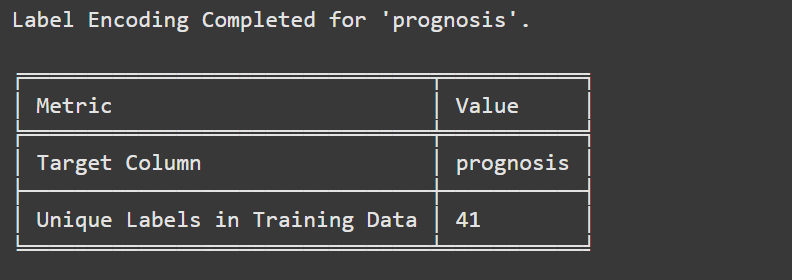 Label Encoding Completed for 'prognosis'.
Metric Value
Target Column prognosis
Unique Labels in Training Data 41